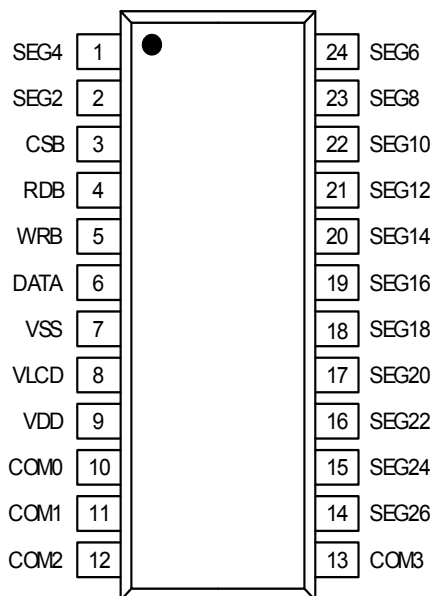 SEG4 1 24 SEG6
SEG2 2 23 SEG8
CSB 3 22 SEG10
RDB 4 21 SEG12
WRB 5 20 SEG14
DATA 6 19 SEG16
VSS 7 18 SEG18
VLCD 8 17 SEG20
VDD 9 16 SEG22
COM0 10 15 SEG24
COM1 11 14 SEG26
COM2 12 13 COM3